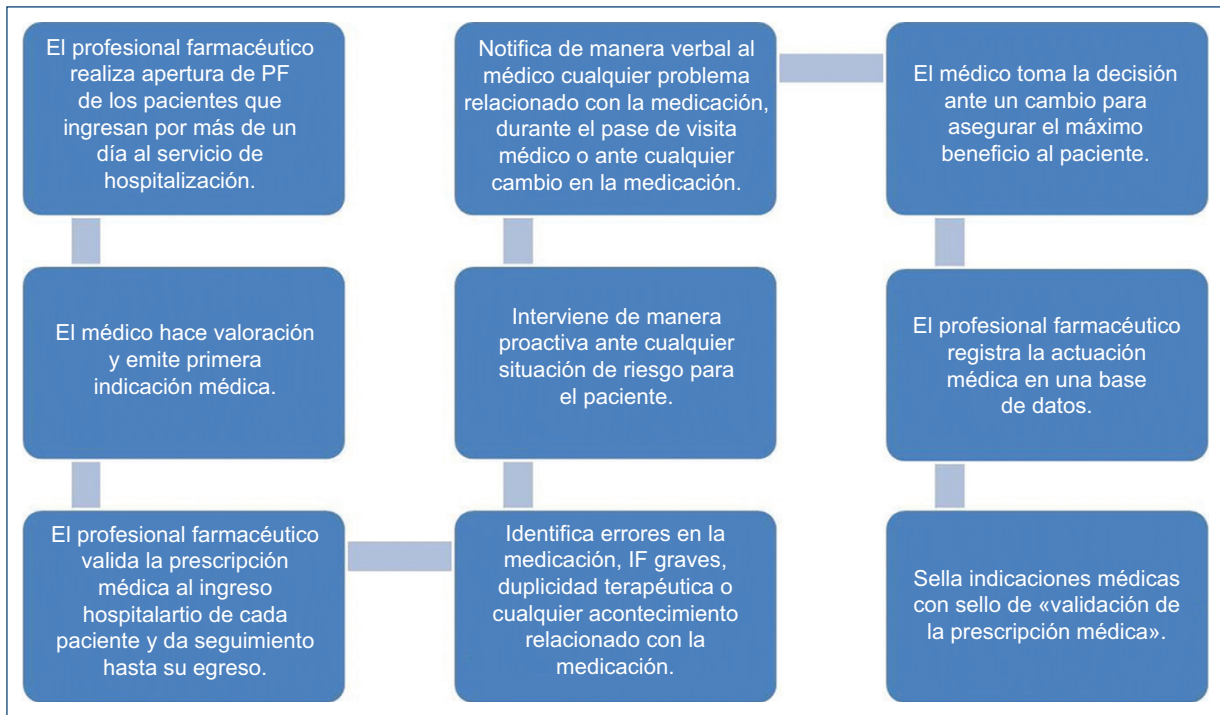 El profesional farmacéutico
realiza apertura de PF
de los pacientes que
ingresan por más de un
día al servicio de
hospitalización.
El médico hace valoración
y emite primera
indicación médica.
El profesional farmacéutico
valida la prescripción
médica al ingreso
hospitalartio de cada
paciente y da seguimiento
hasta su egreso.
Identifica errores en la
medicación, IF graves,
duplicidad terapéutica o
cualquier acontecimiento
relacionado con la
medicación.
Interviene de manera
proactiva ante cualquier
situación de riesgo para
el paciente.
Notifica de manera verbal al
médico cualquier problema
relacionado con la medicación,
durante el pase de visita
médico o ante cualquier
cambio en la medicación.
El médico toma la decisión
ante un cambio para
asegurar el máximo
beneficio al paciente.
El profesional farmacéutico
registra la actuación
médica en una base
de datos.
Sella indicaciones médicas
con sello de «validación de
la prescripción médica».